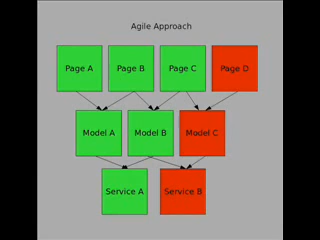 Agile Approach
Page A Page B Page C Page D
Model A Model B Model C
Service A Service B